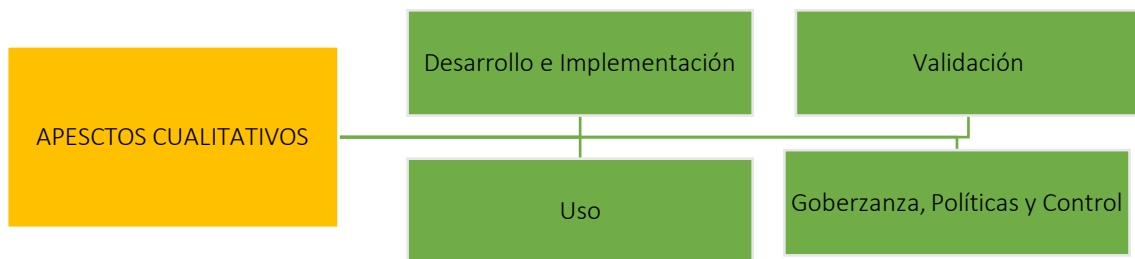 APESCTOS CUALITATIVOS
Desarrollo e Implementación
Validación
Uso
Goberzanza, Políticas y Control